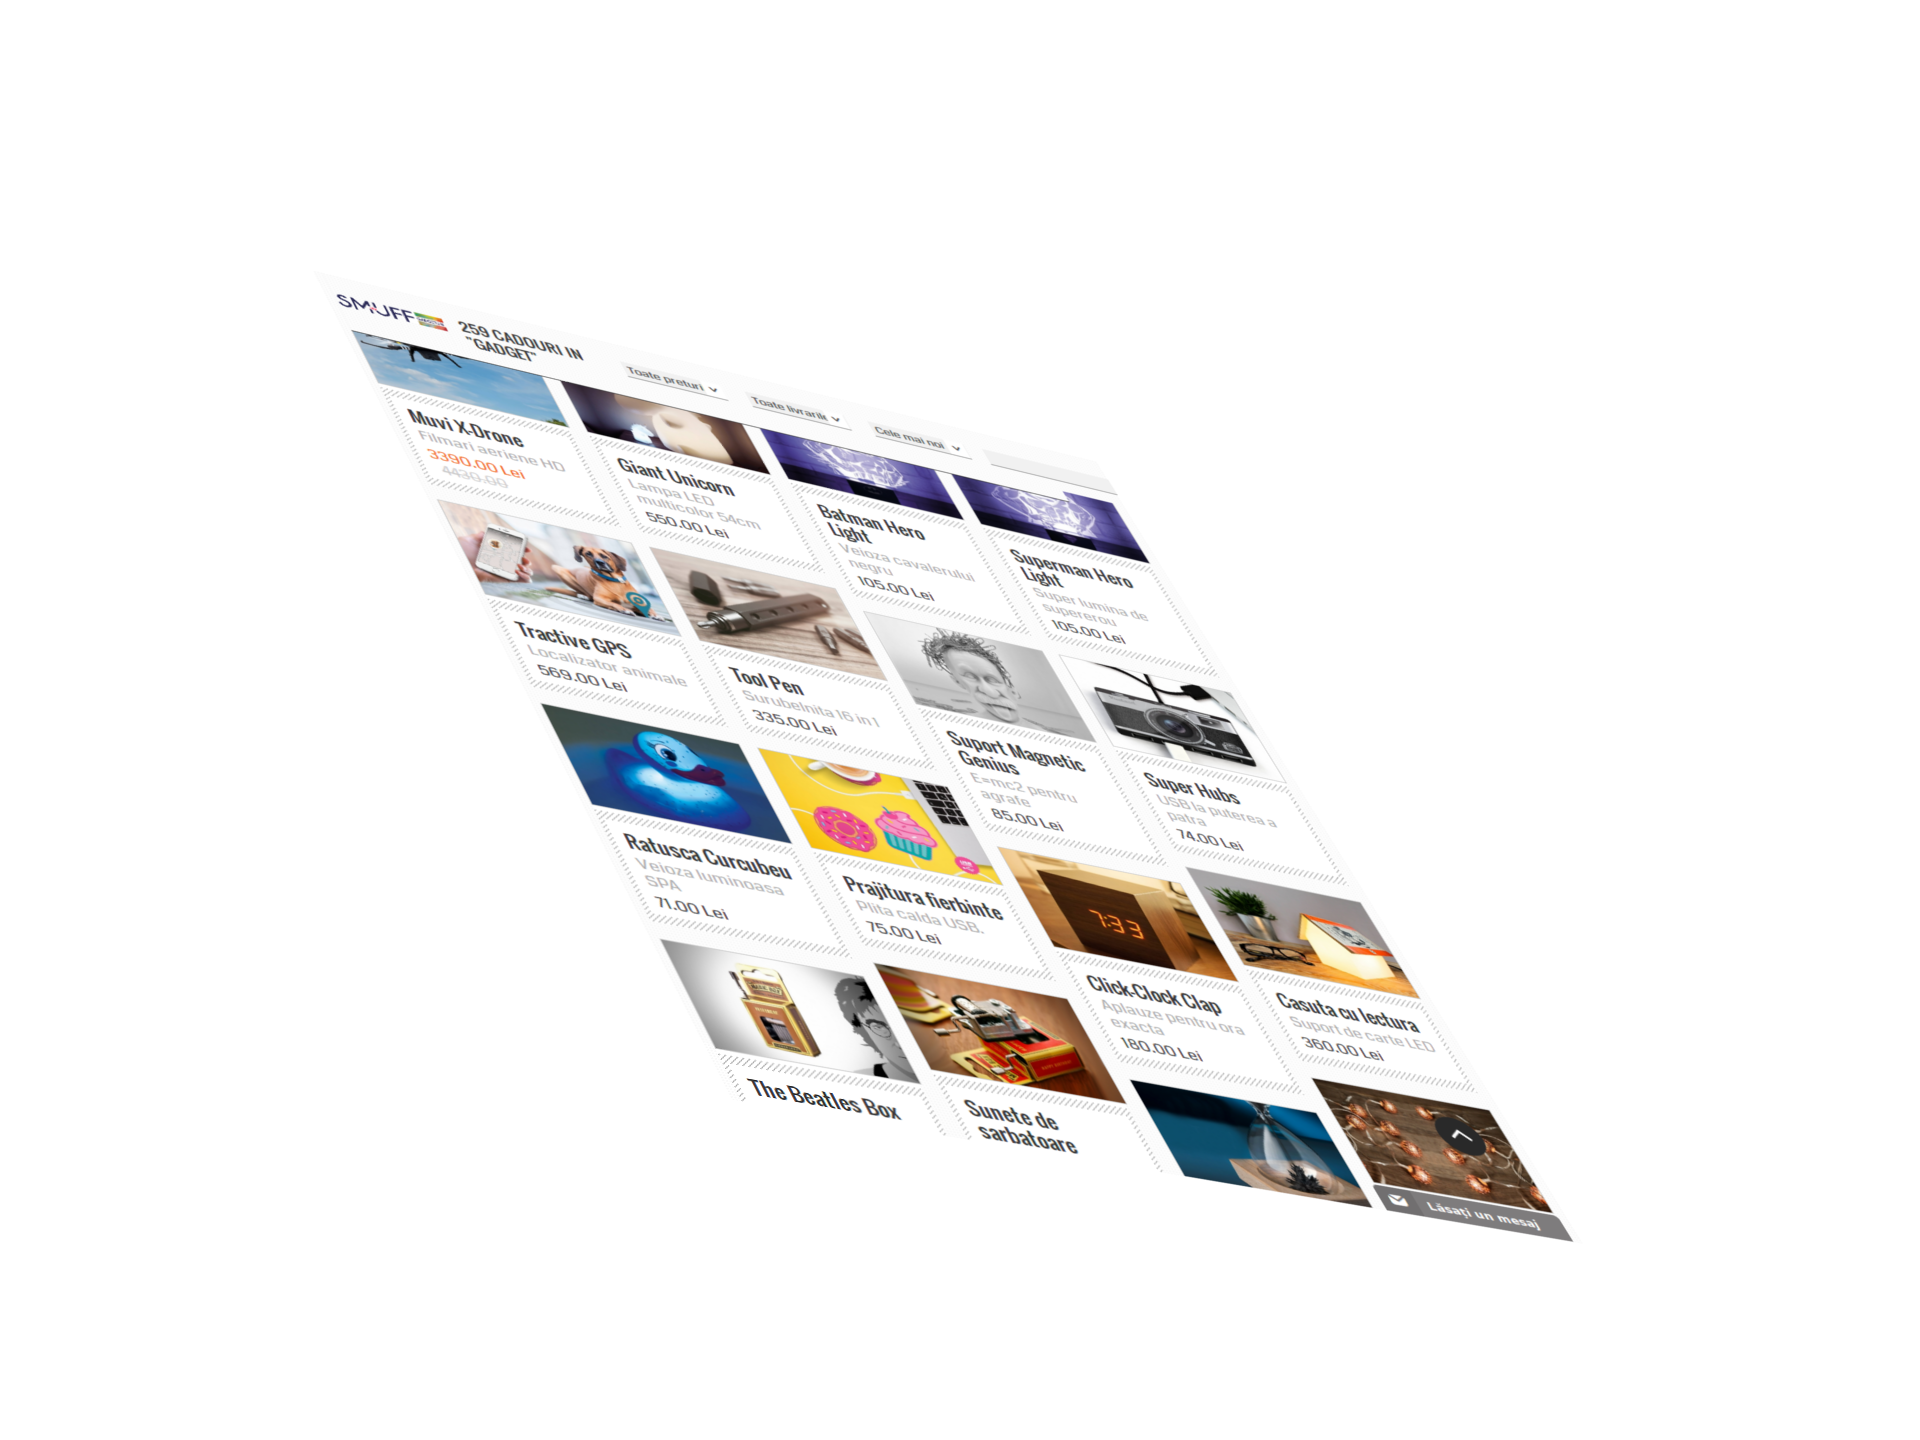 SMUFF
259 CADOURI IN
"GADGET"
Toate preturi
Toate livrarile
Cele mai noi
Muvi X-Drone
Filmari aeriene HD
3390.00 Lei
4430.00
Giant Unicorn
Lampa LED
multicolor 54cm
550.00 Lei
Batman Hero
Light
Veioza cavalerului
negru
105.00 Lei
Superman Hero
Light
Super lumina de
supererou
105.00 Lei
Tractive GPS
Localizator animale
569.00 Lei
Tool Pen
Surubelnita 16 in 1
335.00 Lei
Suport Magnetic
Genius
E=mc2 pentru
agrafe
85.00 Lei
Super Hubs
USB la puterea a
patra
74.00 Lei
Ratusca Curcubeu
Veioza luminoasa
SPA
71.00 Lei
Prajitura fierbinte
Plita calda USB.
75.00 Lei
7:33
Click-Clock Clap
Aplauze pentru ora
exacta
180.00 Lei
Casuta cu lectura
Suport de carte LED
360.00 Lei
The Beatles Box
Sunete de
sarbatoare
Lăsați un mesaj